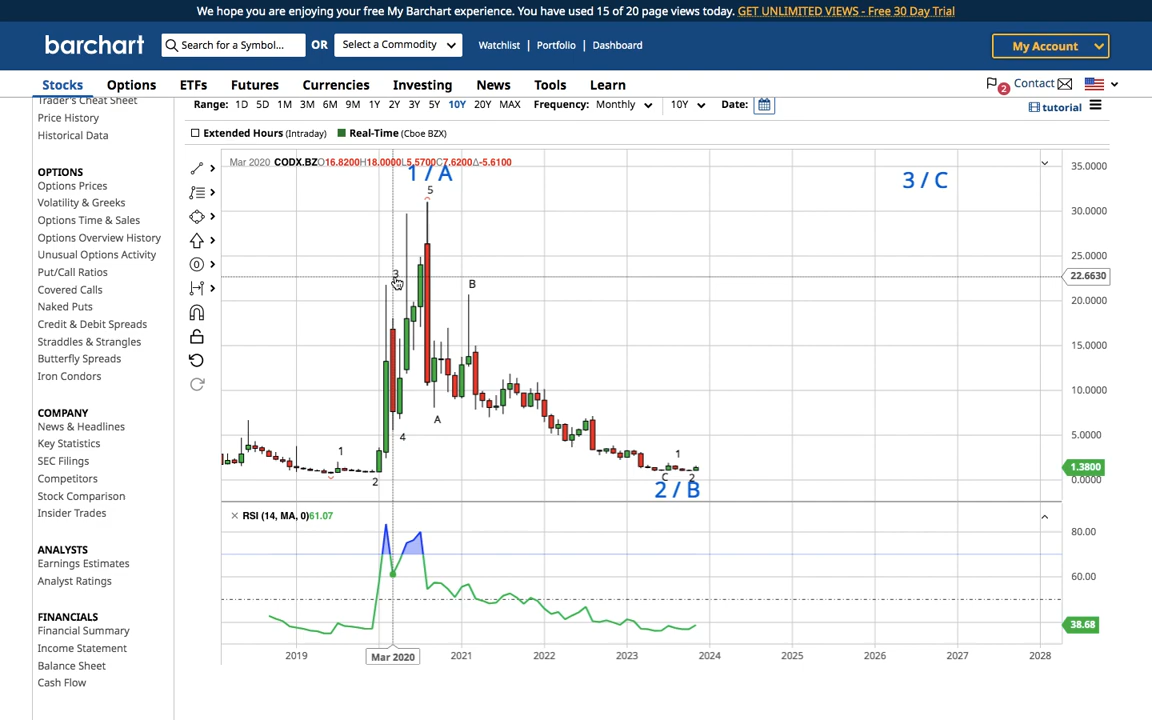 We hope you are enjoying your free My Barchart experience. You have used 15 of 20 page views today. GET UNLIMITED VIEWS - Free 30 Day Trial
barchart Search for a Symbol... OR Select a Commodity Watchlist | Portfolio | Dashboard My Account
Stocks Options ETFs Futures Currencies Investing News Tools Learn 2 Contact
Trader's Cheat Sheet
Price History
Historical Data
OPTIONS
Options Prices
Volatility & Greeks
Options Time & Sales
Options Overview History
Unusual Options Activity
Put/Call Ratios
Covered Calls
Naked Puts
Credit & Debit Spreads
Straddles & Strangles
Butterfly Spreads
Iron Condors
COMPANY
News & Headlines
Key Statistics
SEC Filings
Competitors
Stock Comparison
Insider Trades
ANALYSTS
Earnings Estimates
Analyst Ratings
FINANCIALS
Financial Summary
Income Statement
Balance Sheet
Cash Flow
Range: 1D 5D 1M 3M 6M 9M 1Y 2Y 3Y 5Y 10Y 20Y MAX Frequency: Monthly 10Y Date: tutorial
Extended Hours (Intraday) Real-Time (Cboe BZX)
Mar 2020 CODX.BZO16.8200H18.0000L5.5700C7.6200Δ-5.6100
1 / A
3 / C
5
3
B
A
4
1
2
1
C
2
2 / B
35.0000
30.0000
25.0000
22.6630
20.0000
15.0000
10.0000
5.0000
1.3800
0.0000
RSI (14, MA, 0)61.07
80.00
60.00
38.68
2019 Mar 2020 2021 2022 2023 2024 2025 2026 2027 2028